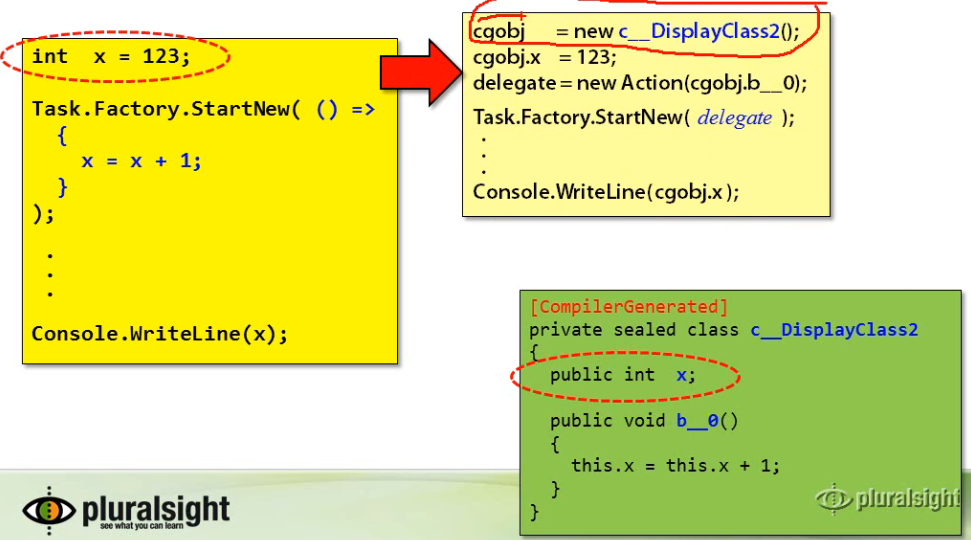 int x = 123;
Task.Factory.StartNew( () =>
{
x = x + 1;
}
);
.
.
.
Console.WriteLine(x);
cgobj = new c__DisplayClass2();
cgobj.x = 123;
delegate = new Action(cgobj.b__0);
Task.Factory.StartNew( delegate );
.
.
.
Console.WriteLine(cgobj.x);
[CompilerGenerated]
private sealed class c__DisplayClass2
{
public int x;
public void b__0()
{
this.x = this.x + 1;
}
}
pluralsight
see what you can learn
pluralsight